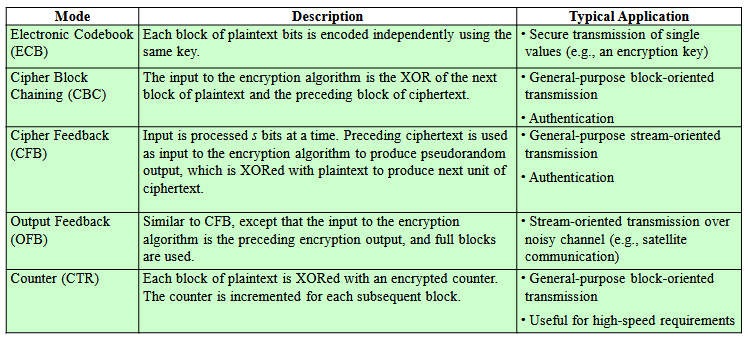 Mode
Description
Typical Application
Electronic Codebook
(ECB)
Each block of plaintext bits is encoded independently using the
same key.
• Secure transmission of single
values (e.g., an encryption key)
Cipher Block
Chaining (CBC)
The input to the encryption algorithm is the XOR of the next
block of plaintext and the preceding block of ciphertext.
• General-purpose block-oriented
transmission
• Authentication
Cipher Feedback
(CFB)
Input is processed s bits at a time. Preceding ciphertext is used
as input to the encryption algorithm to produce pseudorandom
output, which is XORed with plaintext to produce next unit of
ciphertext.
• General-purpose stream-oriented
transmission
• Authentication
Output Feedback
(OFB)
Similar to CFB, except that the input to the encryption
algorithm is the preceding encryption output, and full blocks
are used.
• Stream-oriented transmission over
noisy channel (e.g., satellite
communication)
Counter (CTR)
Each block of plaintext is XORed with an encrypted counter.
The counter is incremented for each subsequent block.
• General-purpose block-oriented
transmission
• Useful for high-speed requirements